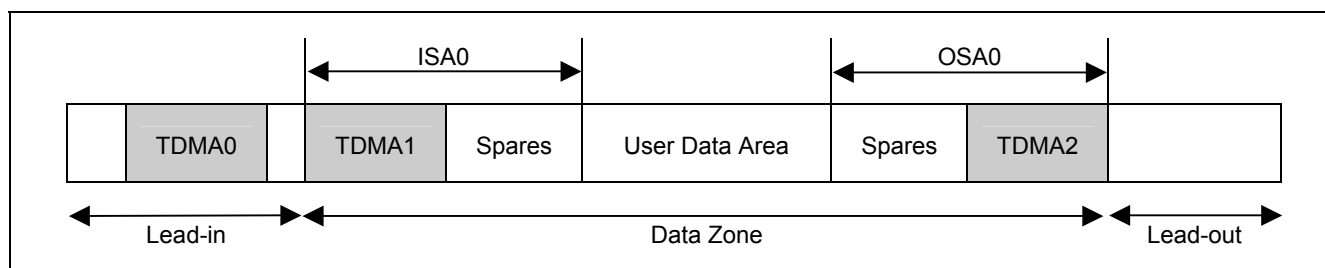 ISA0
OSA0
TDMA0
TDMA1
Spares
User Data Area
Spares
TDMA2
Lead-in
Data Zone
Lead-out